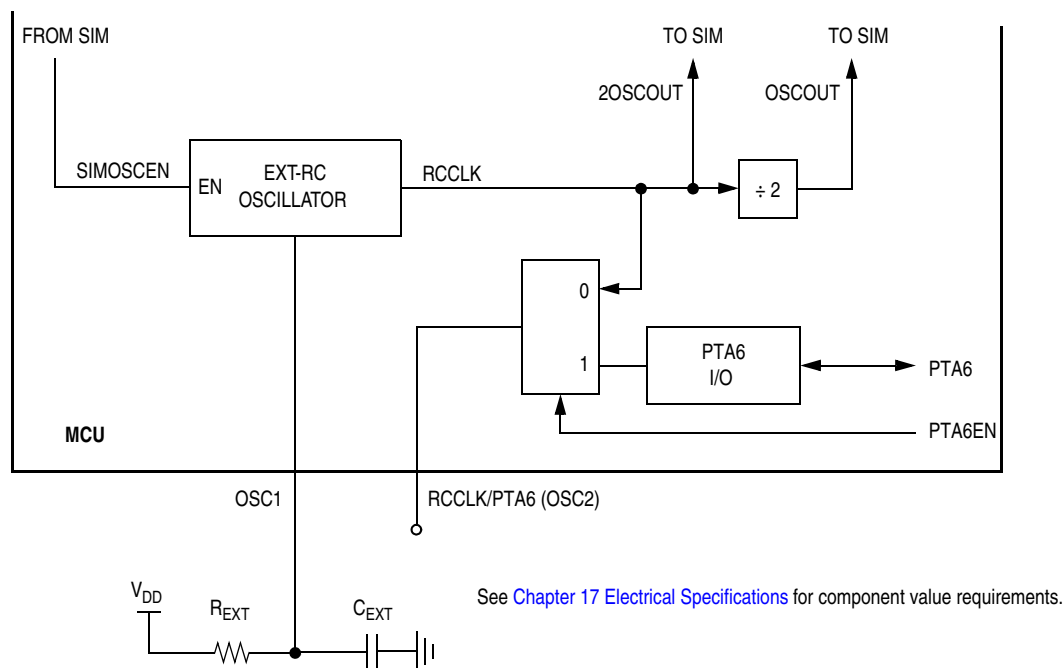 FROM SIM
TO SIM
TO SIM
2OSCOUT
OSCOUT
SIMOSCEN
EN
EXT-RC
OSCILLATOR
RCCLK
÷ 2
0
1
PTA6
I/O
PTA6
PTA6EN
MCU
OSC1
RCCLK/PTA6 (OSC2)
VDD
REXT
CEXT
See Chapter 17 Electrical Specifications for component value requirements.